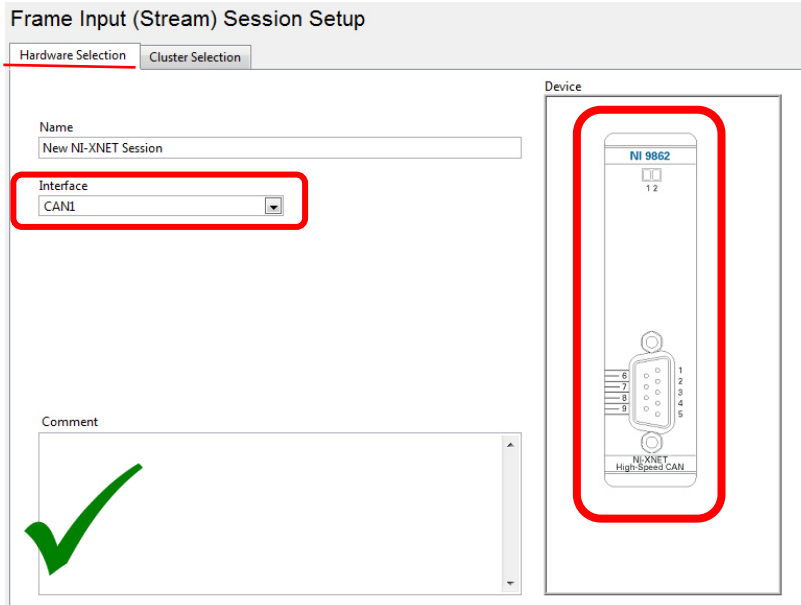 Frame Input (Stream) Session Setup
Hardware Selection
Cluster Selection
Name
New NI-XNET Session
Interface
CAN1
Comment
Device
NI 9862
1 2
6
7
8
9
1
2
3
4
5
NI-XNET
High-Speed CAN